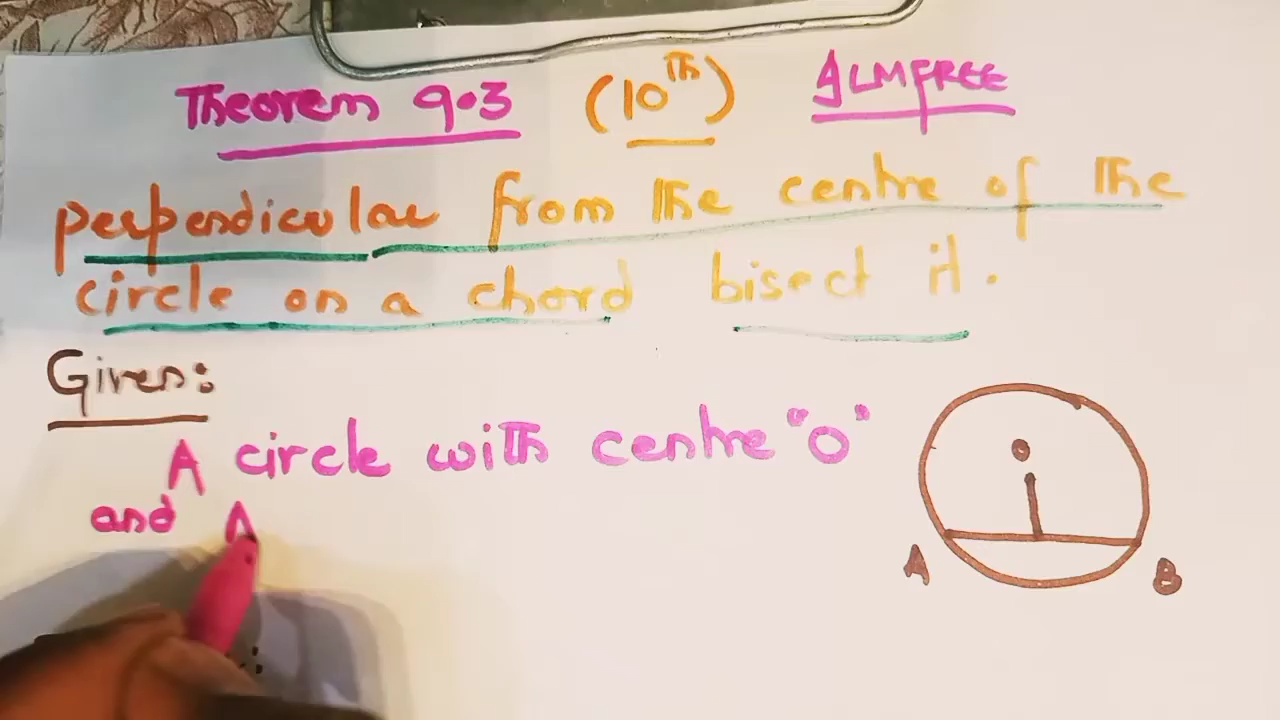 Theorem 9.3 (10th) ILMFREE
perpendicular from the centre of the
circle on a chord bisect it.
Given:
A circle with centre "O"
and A
O
A B